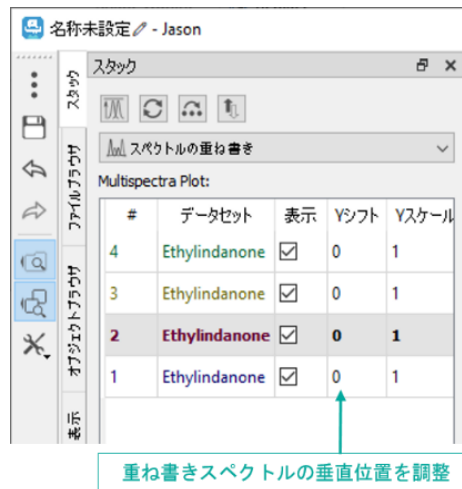 名称未設定 - Jason
スタック
スタック
ファイルブラウザ
オブジェクトブラウザ
表示
スペクトルの重ね書き
Multispectra Plot:
# データセット 表示 Yシフト Yスケール
4 Ethylindanone 0 1
3 Ethylindanone 0 1
2 Ethylindanone 0 1
1 Ethylindanone 0 1
重ね書きスペクトルの垂直位置を調整